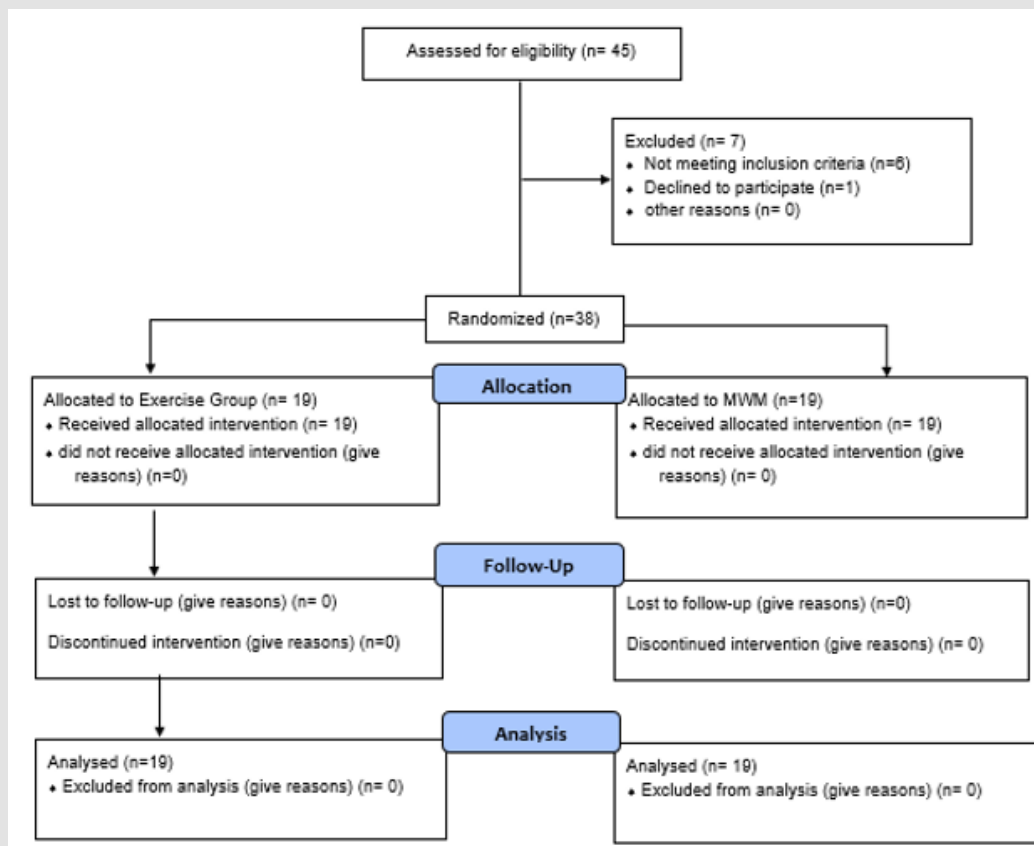 Assessed for eligibility (n= 45)
Excluded (n= 7)
⬥ Not meeting inclusion criteria (n=6)
⬥ Declined to participate (n=1)
⬥ other reasons (n= 0)
Randomized (n=38)
Allocation
Allocated to Exercise Group (n= 19)
⬥ Received allocated intervention (n= 19)
⬥ did not receive allocated intervention (give
reasons) (n=0)
Allocated to MWM (n=19)
⬥ Received allocated intervention (n= 19)
⬥ did not receive allocated intervention (give
reasons) (n= 0)
Follow-Up
Lost to follow-up (give reasons) (n= 0)
Discontinued intervention (give reasons) (n=0)
Lost to follow-up (give reasons) (n=0)
Discontinued intervention (give reasons) (n= 0)
Analysis
Analysed (n=19)
⬥ Excluded from analysis (give reasons) (n= 0)
Analysed (n= 19)
⬥ Excluded from analysis (give reasons) (n= 0)